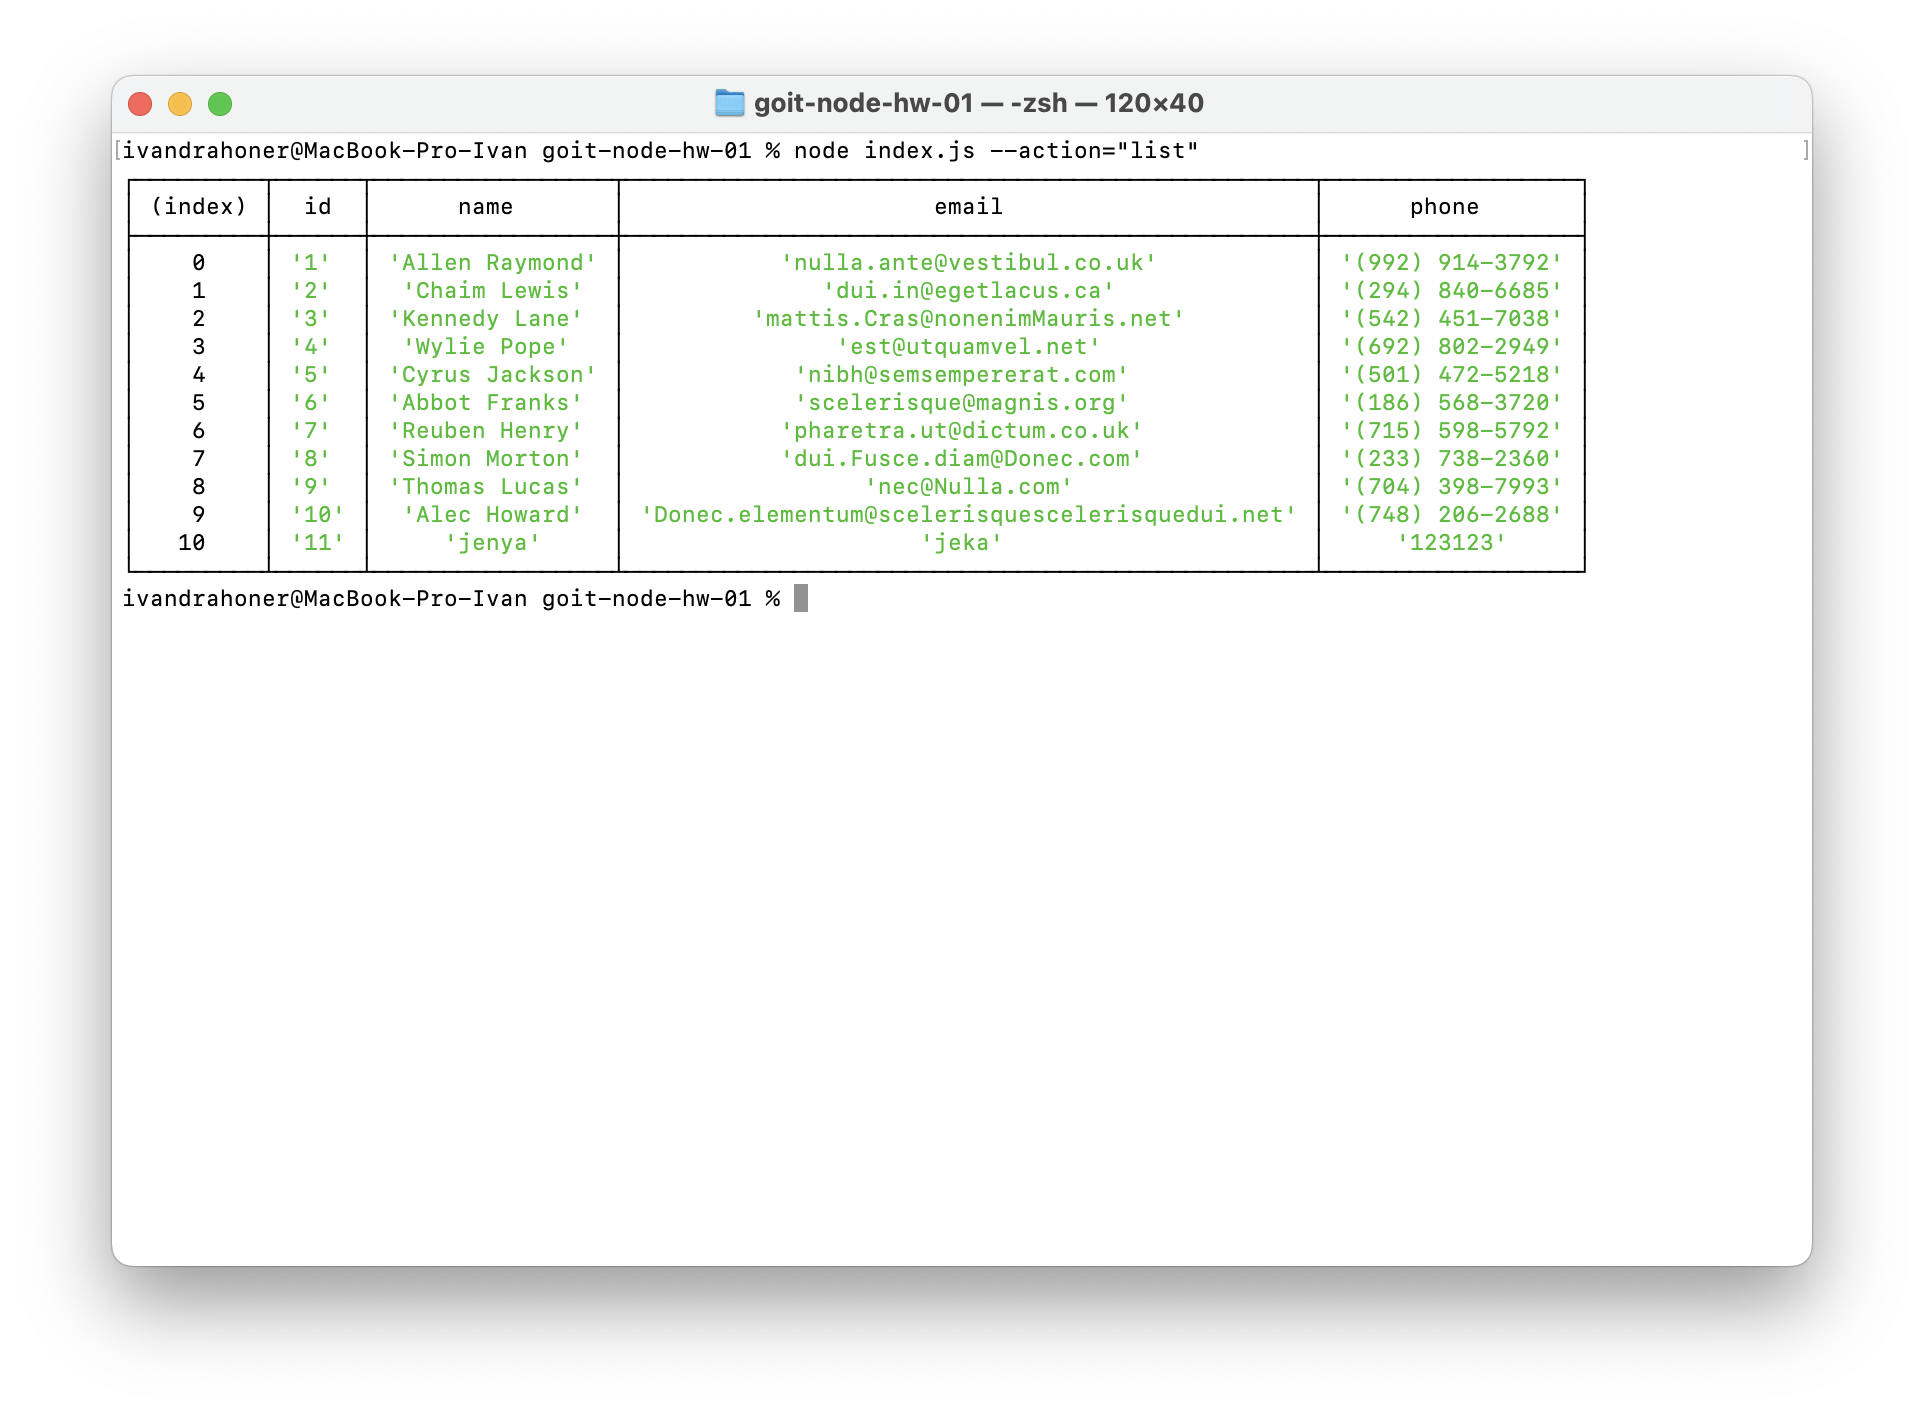 goit-node-hw-01 — -zsh — 120×40
[ivandrahoner@MacBook-Pro-Ivan goit-node-hw-01 % node index.js --action="list" ]
(index) id name email phone
0 '1' 'Allen Raymond' 'nulla.ante@vestibul.co.uk' '(992) 914-3792'
1 '2' 'Chaim Lewis' 'dui.in@egetlacus.ca' '(294) 840-6685'
2 '3' 'Kennedy Lane' 'mattis.Cras@nonenimMauris.net' '(542) 451-7038'
3 '4' 'Wylie Pope' 'est@utquamvel.net' '(692) 802-2949'
4 '5' 'Cyrus Jackson' 'nibh@semsempererat.com' '(501) 472-5218'
5 '6' 'Abbot Franks' 'scelerisque@magnis.org' '(186) 568-3720'
6 '7' 'Reuben Henry' 'pharetra.ut@dictum.co.uk' '(715) 598-5792'
7 '8' 'Simon Morton' 'dui.Fusce.diam@Donec.com' '(233) 738-2360'
8 '9' 'Thomas Lucas' 'nec@Nulla.com' '(704) 398-7993'
9 '10' 'Alec Howard' 'Donec.elementum@scelerisquescelerisquedui.net' '(748) 206-2688'
10 '11' 'jenya' 'jeka' '123123'
ivandrahoner@MacBook-Pro-Ivan goit-node-hw-01 %